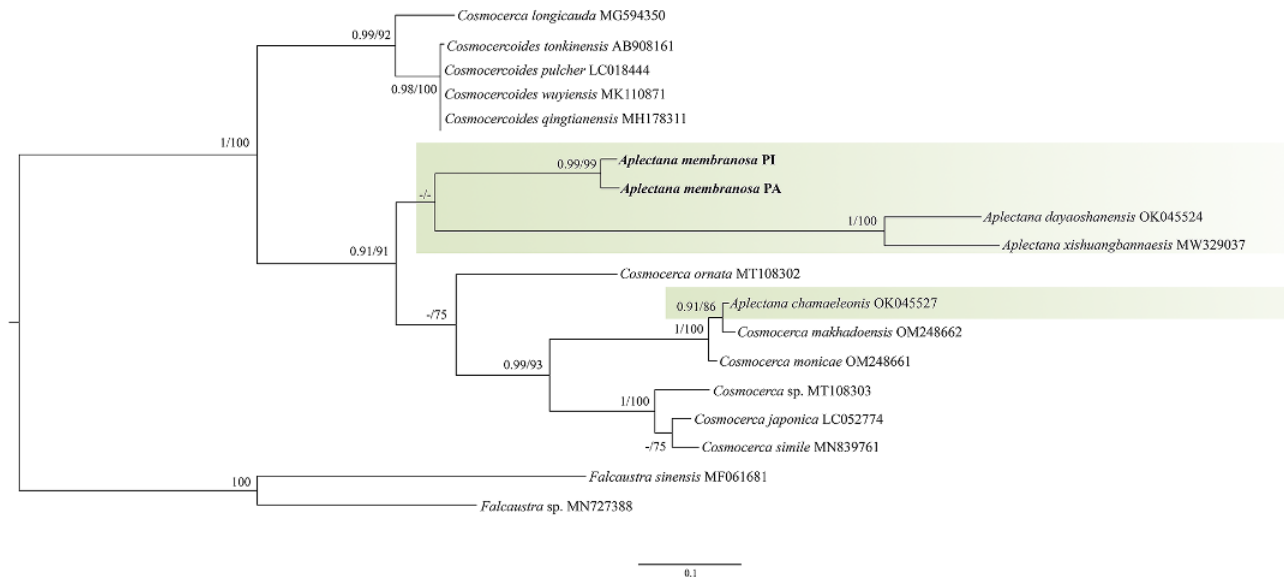 Cosmocerca longicauda MG594350
0.99/92
Cosmocercoides tonkinensis AB908161
Cosmocercoides pulcher LC018444
0.98/100
Cosmocercoides wuyiensis MK110871
Cosmocercoides qingtianensis MH178311
1/100
0.99/99
Aplectana membranosa PI
-/-
Aplectana membranosa PA
1/100
Aplectana dayaoshanensis OK045524
Aplectana xishuangbannaesis MW329037
0.91/91
Cosmocerca ornata MT108302
-/75
0.91/86
Aplectana chamaeleonis OK045527
1/100
Cosmocerca makhadoensis OM248662
0.99/93
Cosmocerca monicae OM248661
Cosmocerca sp. MT108303
1/100
Cosmocerca japonica LC052774
-/75
Cosmocerca simile MN839761
100
Falcaustra sinensis MF061681
Falcaustra sp. MN727388
0.1